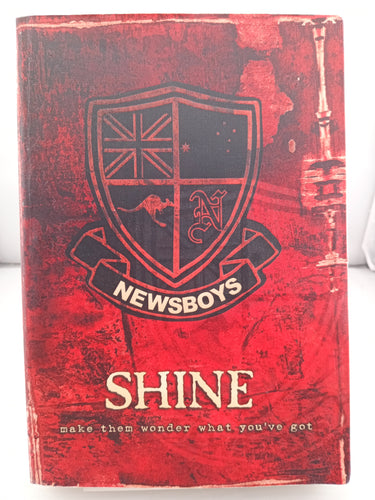 N
NEWSBOYS
SHINE
make them wonder what you've got